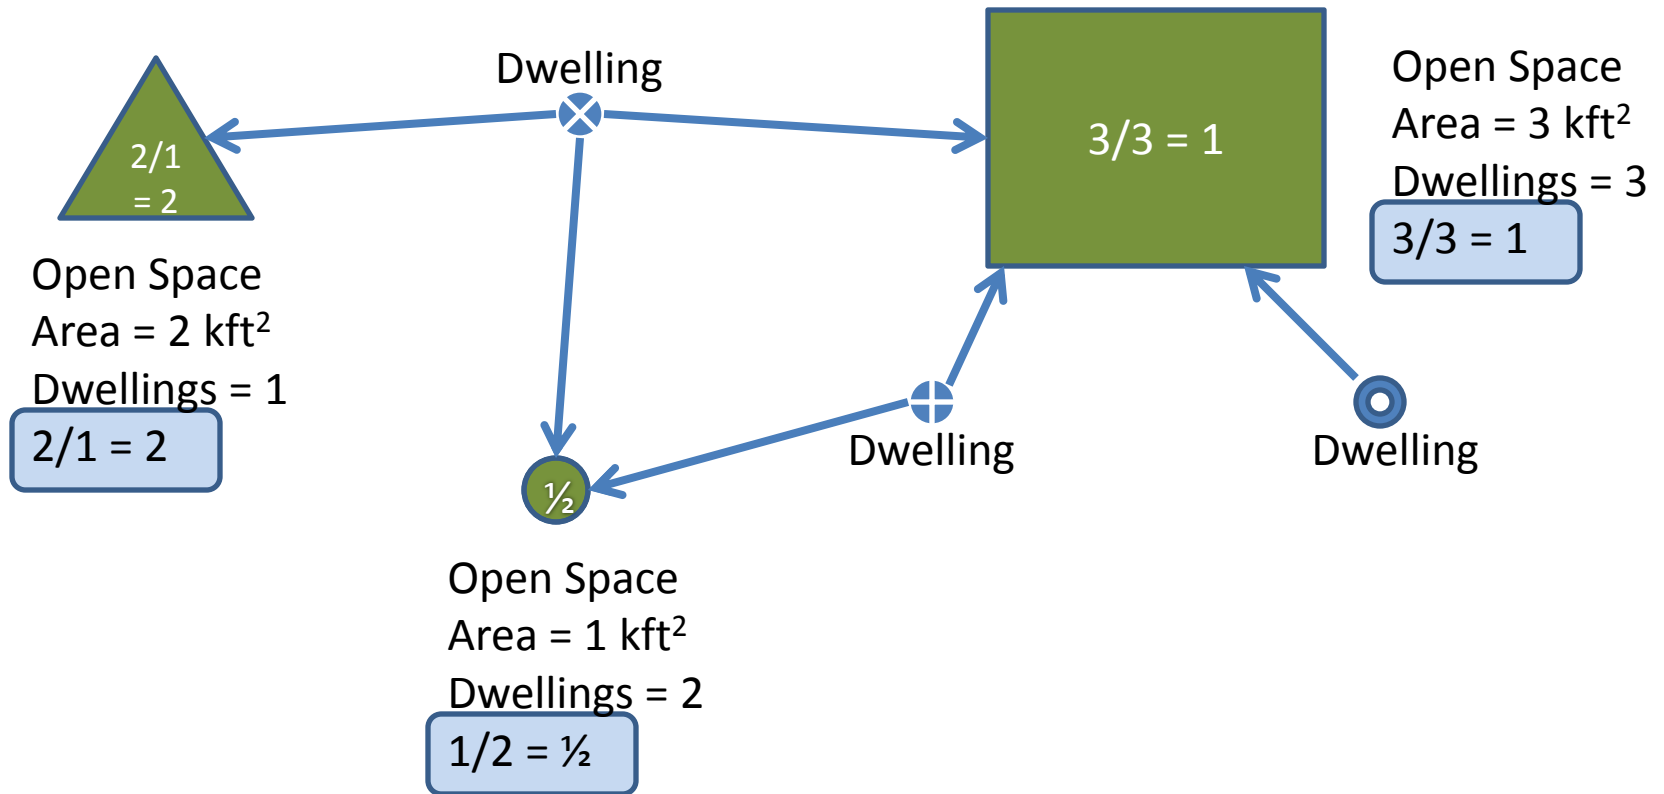 Dwelling
2/1
= 2
Open Space
Area = 2 kft²
Dwellings = 1
2/1 = 2
3/3 = 1
Open Space
Area = 3 kft²
Dwellings = 3
3/3 = 1
½
Dwelling
Dwelling
Open Space
Area = 1 kft²
Dwellings = 2
1/2 = ½